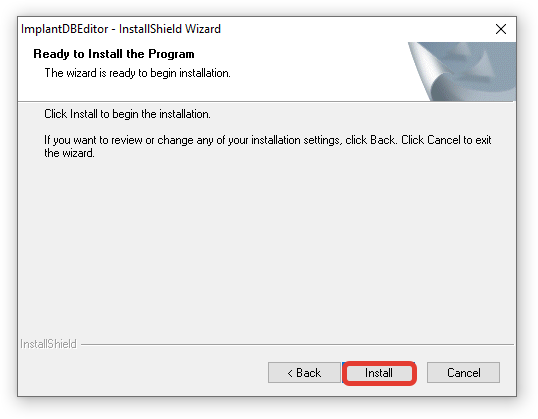 ImplantDBEditor - InstallShield Wizard
Ready to Install the Program
The wizard is ready to begin installation.
Click Install to begin the installation.
If you want to review or change any of your installation settings, click Back. Click Cancel to exit
the wizard.
InstallShield
< Back
Install
Cancel